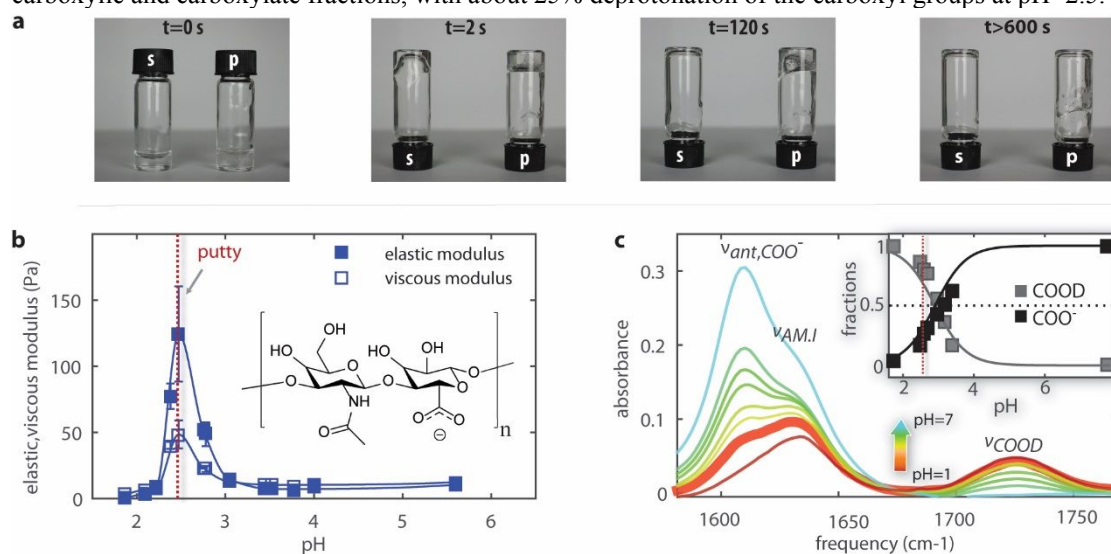 carboxylic and carboxylate fractions, with about 25% deprotonation of the carboxyl groups at pH=2.5.
a
t=0 s
t=2 s
t=120 s
t>600 s
s
p
s
p
s
p
s
p
b
putty
elastic modulus
viscous modulus
elastic,viscous modulus (Pa)
150
100
50
0
OH
HO
O
O
NH
O
OH
HO
O
O
O
⊖
n
2
3
4
5
6
pH
c
νant,COO-
νAM.I
νCOOD
absorbance
0.3
0.2
0.1
0
1600
1650
1700
1750
frequency (cm-1)
pH=7
pH=1
fractions
1
0.5
0
COOD
COO-
2
4
6
pH